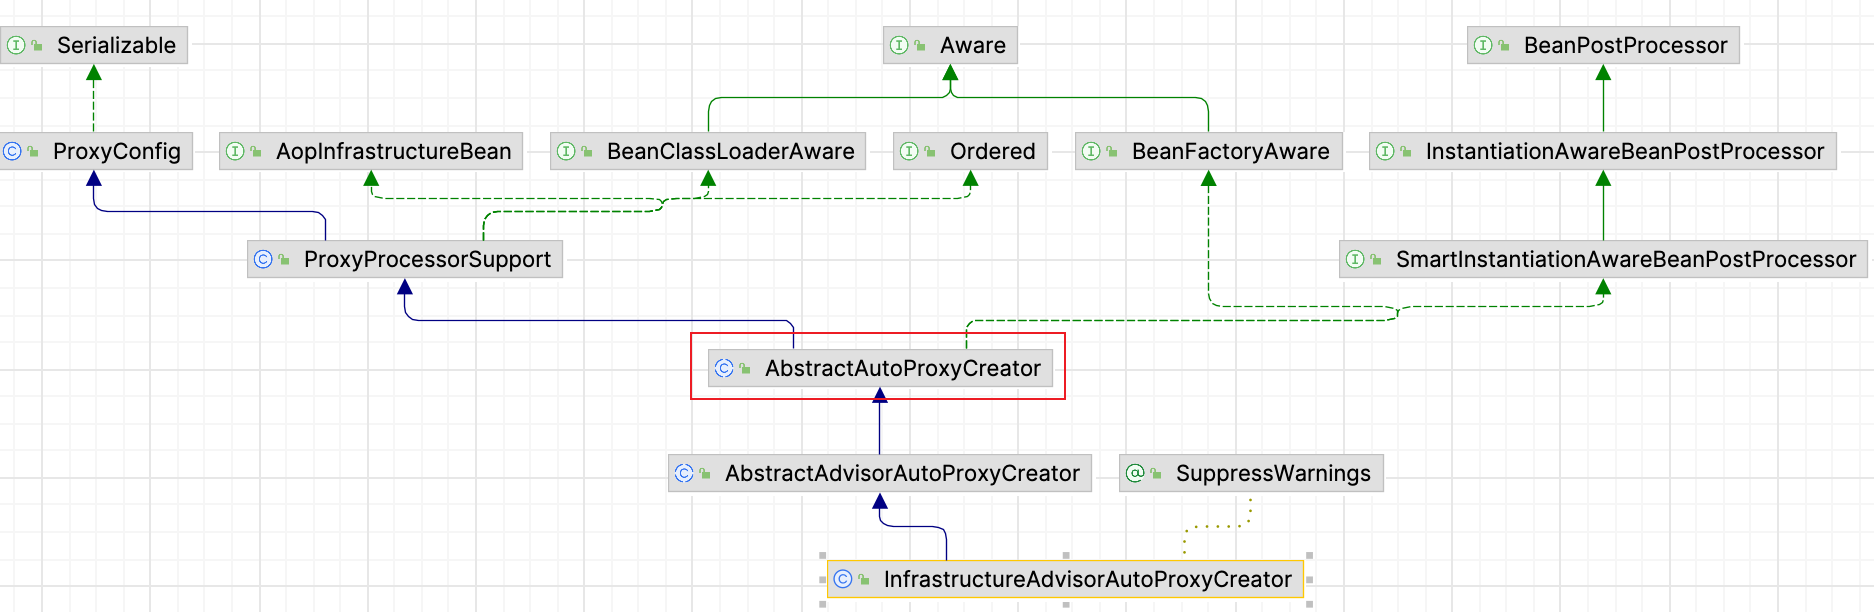 Serializable
Aware
BeanPostProcessor
ProxyConfig
AopInfrastructureBean
BeanClassLoaderAware
Ordered
BeanFactoryAware
InstantiationAwareBeanPostProcessor
ProxyProcessorSupport
SmartInstantiationAwareBeanPostProcessor
AbstractAutoProxyCreator
AbstractAdvisorAutoProxyCreator
SuppressWarnings
InfrastructureAdvisorAutoProxyCreator